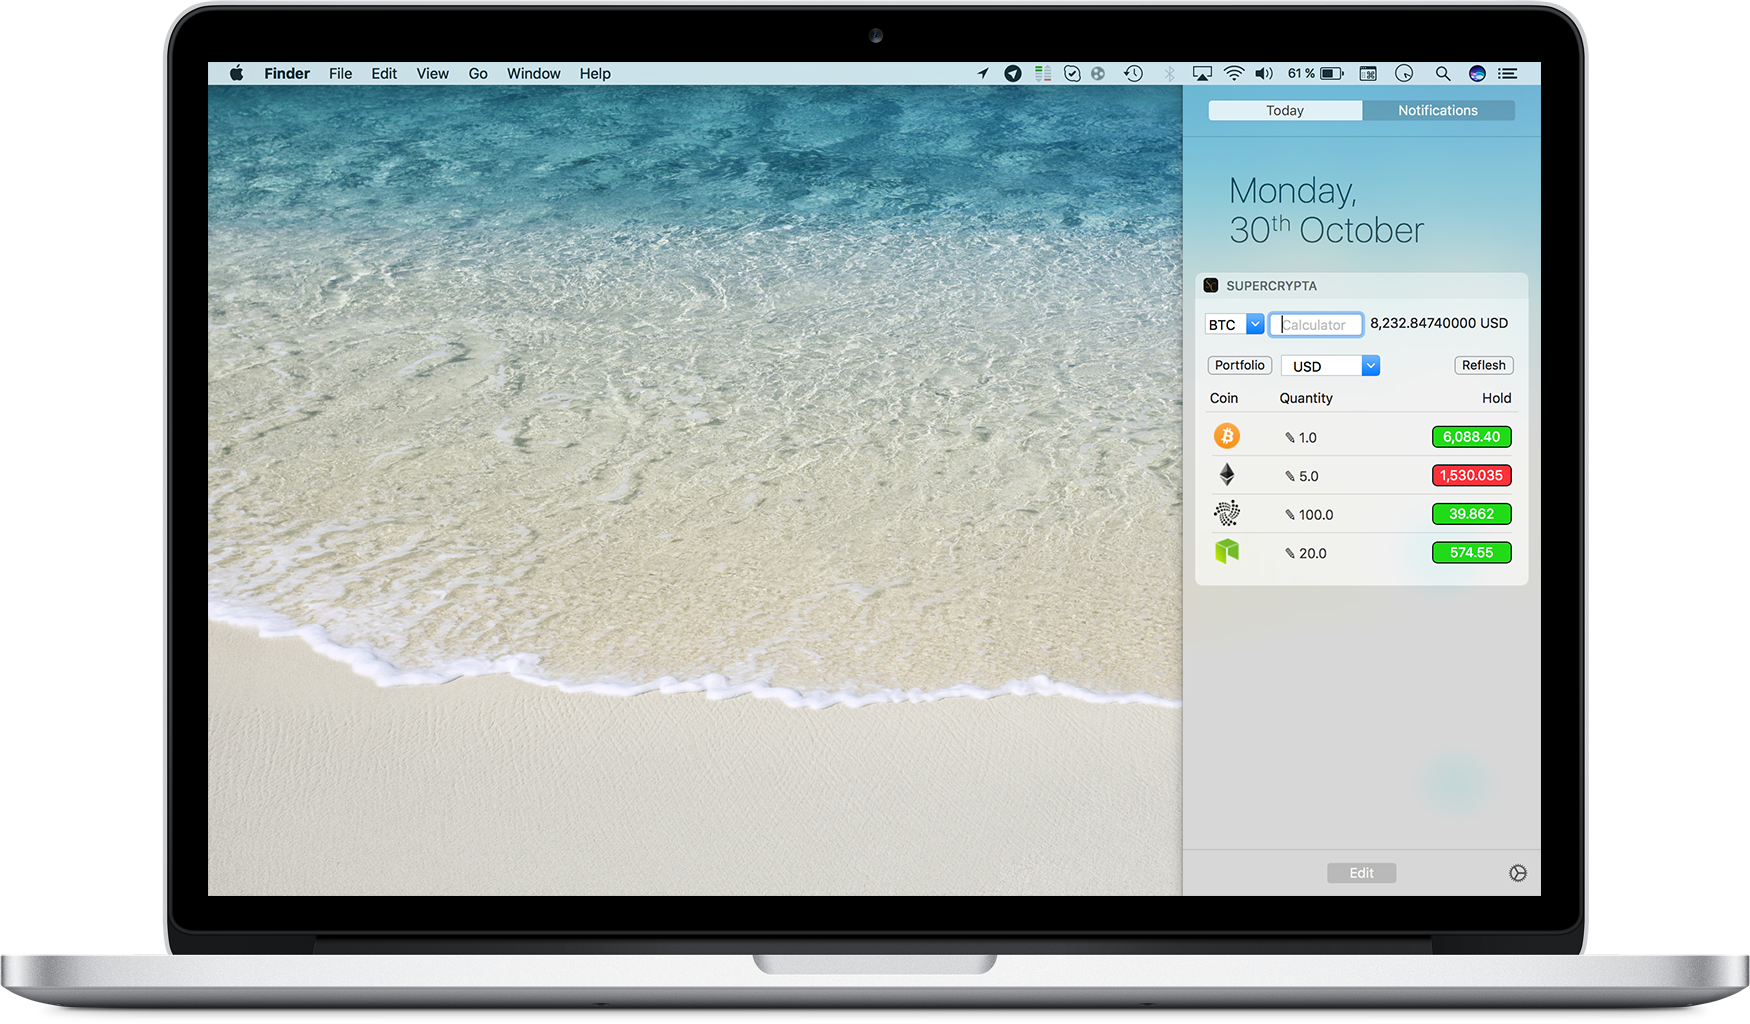 Finder File Edit View Go Window Help 61 %
Today Notifications
Monday,
30th October
SUPERCRYPTA
BTC Calculator 8,232.84740000 USD
Portfolio USD Reflesh
Coin Quantity Hold
1.0 6,088.40
5.0 1,530.035
100.0 39.862
20.0 574.55
Edit